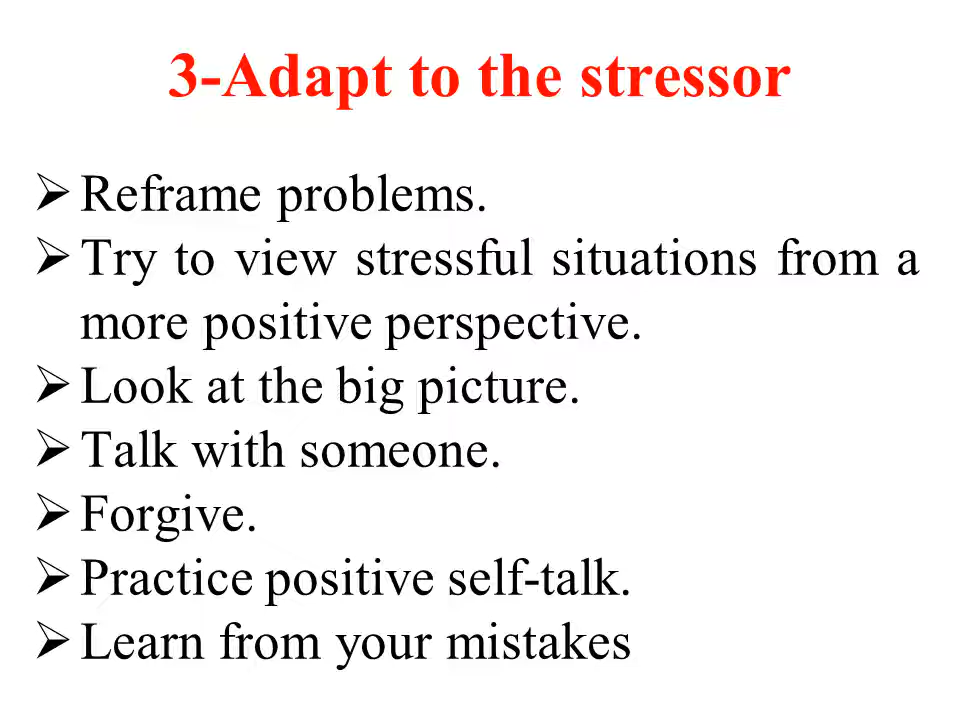 3-Adapt to the stressor
➢ Reframe problems.
➢ Try to view stressful situations from a
more positive perspective.
➢ Look at the big picture.
➢ Talk with someone.
➢ Forgive.
➢ Practice positive self-talk.
➢ Learn from your mistakes